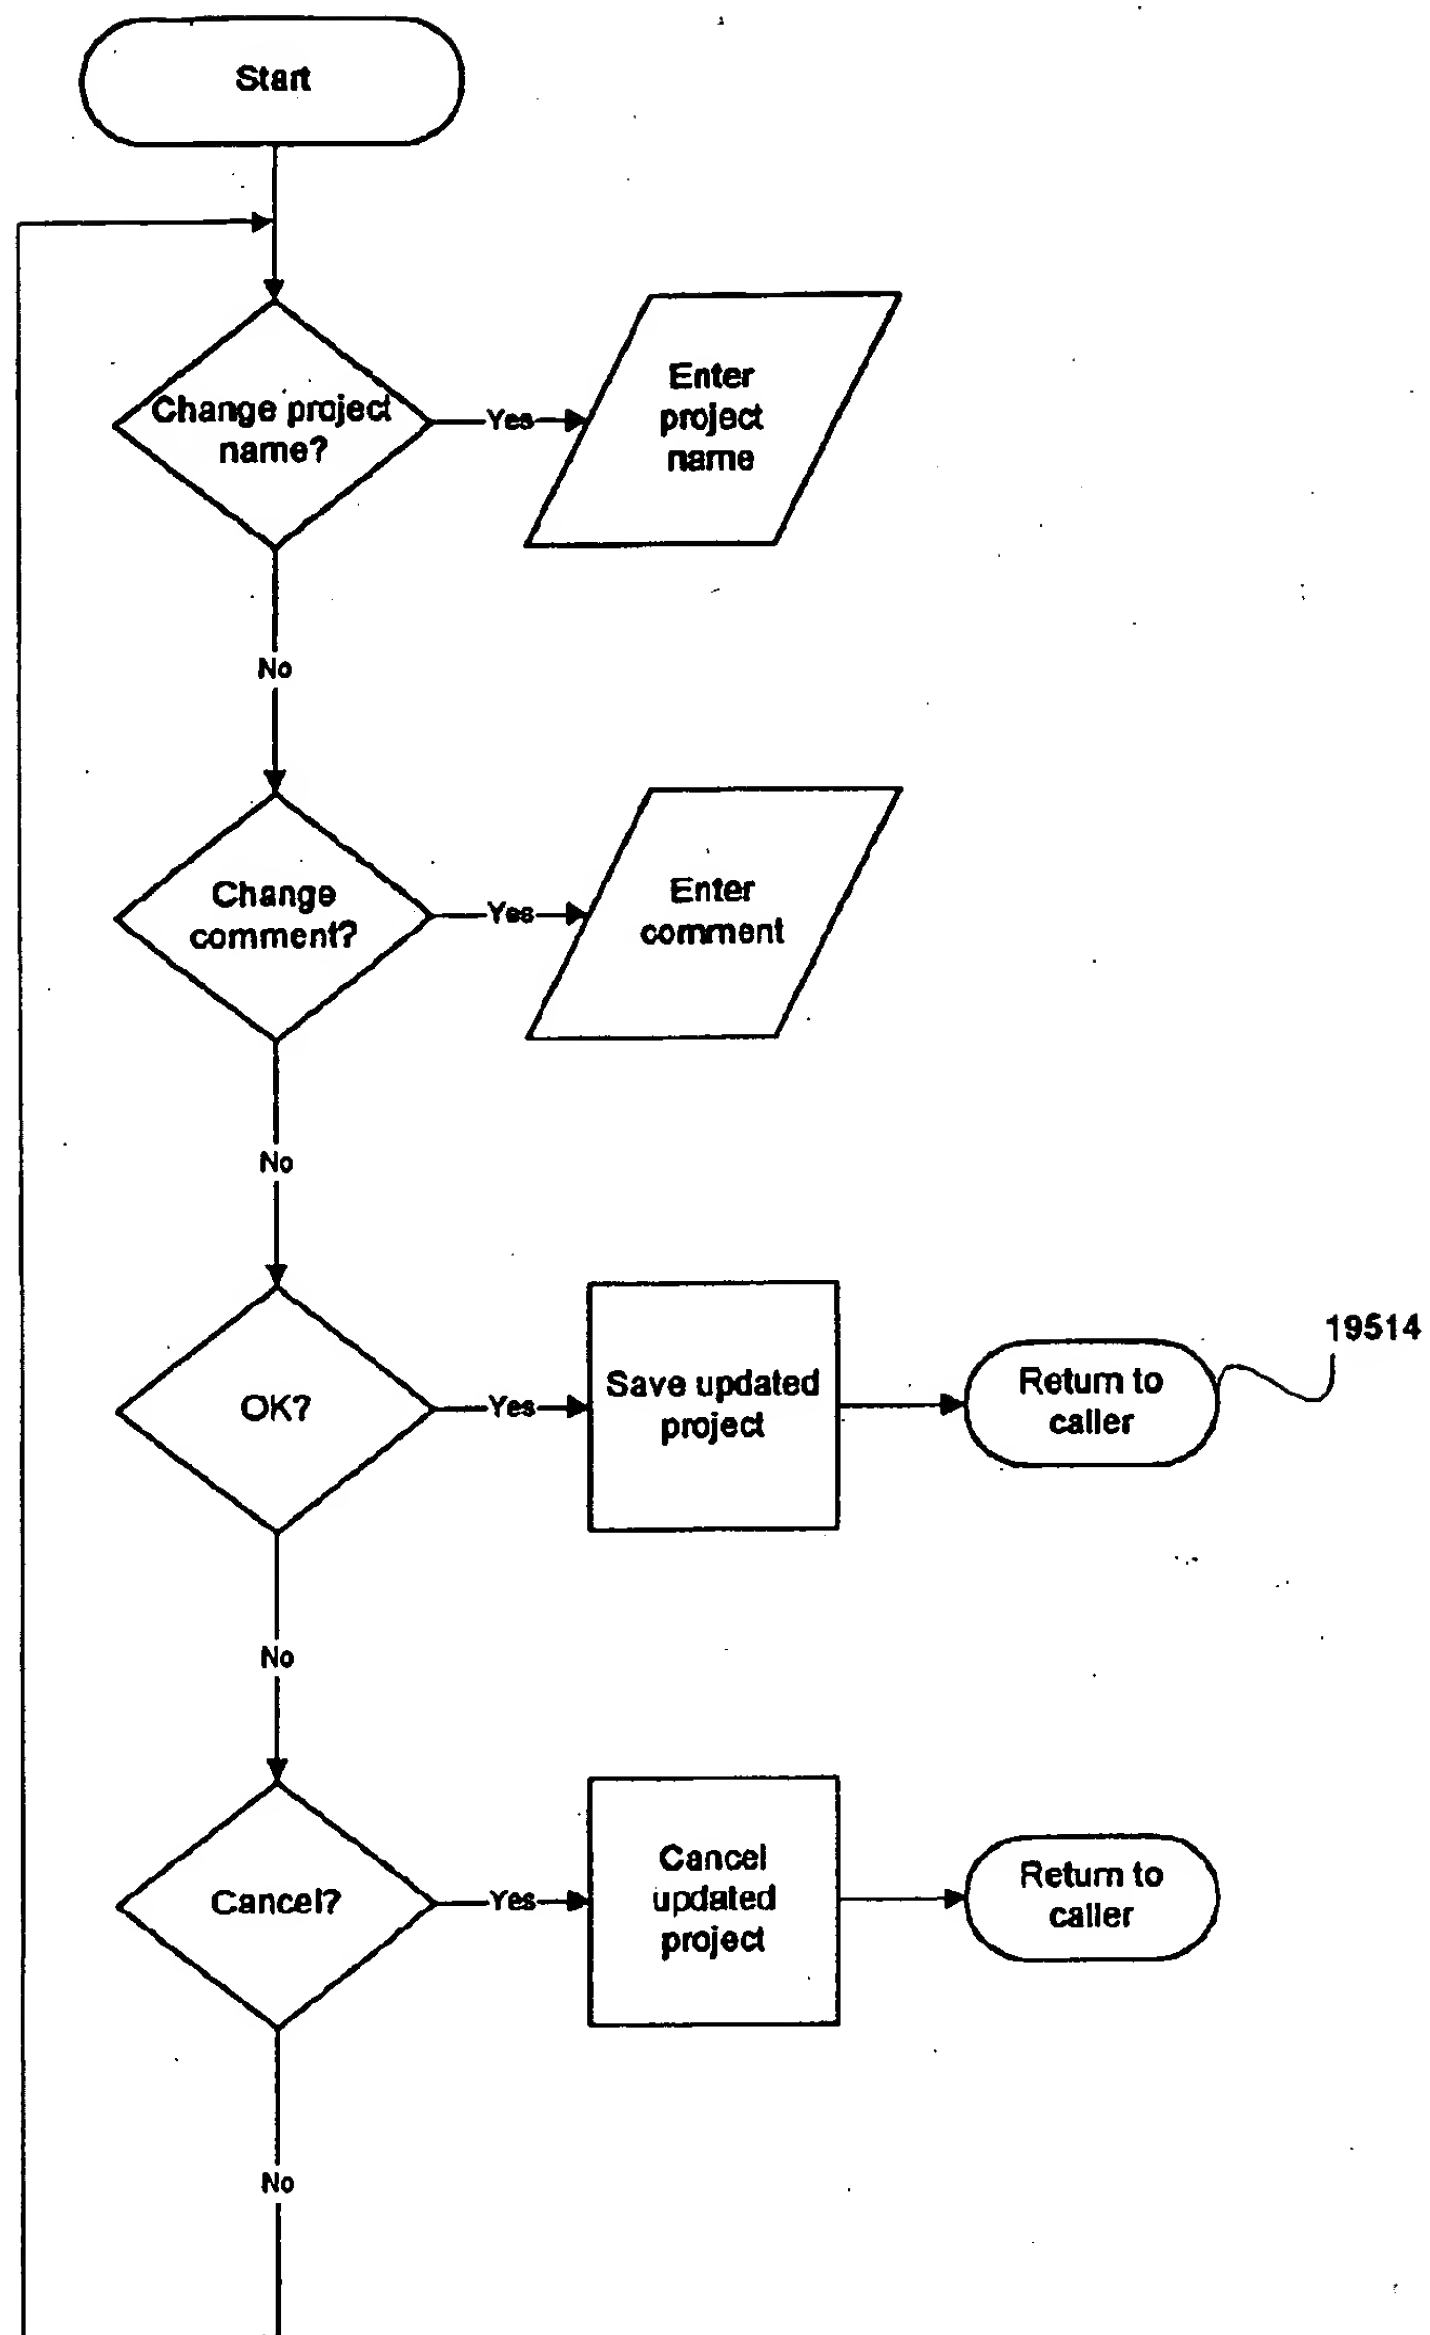 Start
Change project
name?
Yes
Enter
project
name
No
Change
comment?
Yes
Enter
comment
No
OK?
Yes
Save updated
project
Return to
caller
19514
No
Cancel?
Yes
Cancel
updated
project
Return to
caller
No